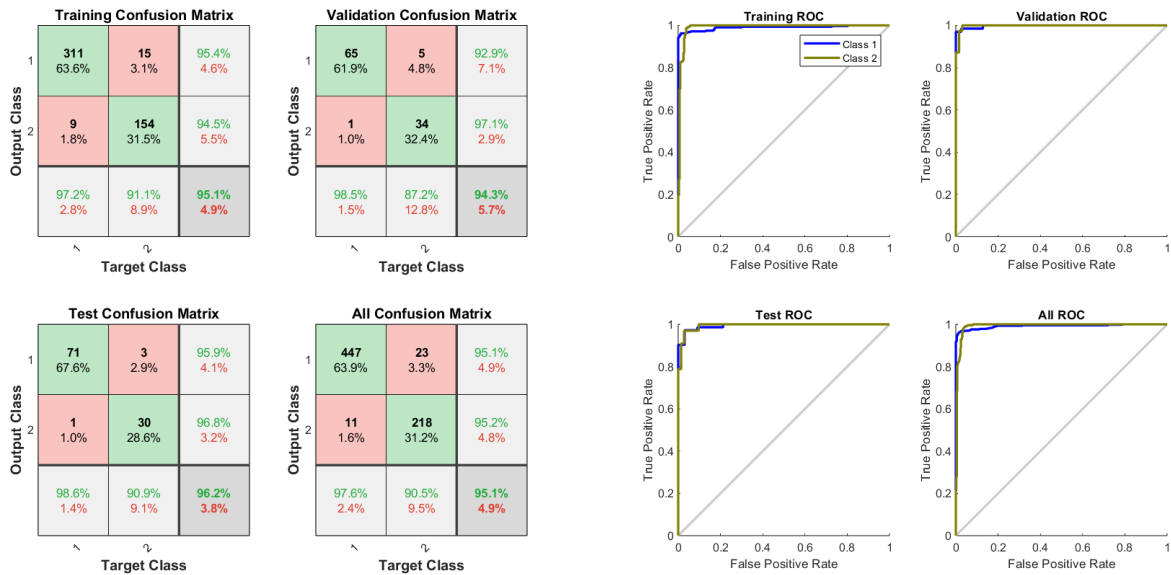 Training Confusion Matrix
311 15 95.4%
63.6% 3.1% 4.6%
9 154 94.5%
1.8% 31.5% 5.5%
97.2% 91.1% 95.1%
2.8% 8.9% 4.9%
1
2
1 2
Output Class
Target Class
Validation Confusion Matrix
65 5 92.9%
61.9% 4.8% 7.1%
1 34 97.1%
1.0% 32.4% 2.9%
98.5% 87.2% 94.3%
1.5% 12.8% 5.7%
1
2
1 2
Output Class
Target Class
Training ROC
Class 1
Class 2
1
0.8
0.6
0.4
0.2
0
0 0.2 0.4 0.6 0.8 1
True Positive Rate
False Positive Rate
Validation ROC
1
0.8
0.6
0.4
0.2
0
0 0.2 0.4 0.6 0.8 1
True Positive Rate
False Positive Rate
Test Confusion Matrix
71 3 95.9%
67.6% 2.9% 4.1%
1 30 96.8%
1.0% 28.6% 3.2%
98.6% 90.9% 96.2%
1.4% 9.1% 3.8%
1
2
1 2
Output Class
Target Class
All Confusion Matrix
447 23 95.1%
63.9% 3.3% 4.9%
11 218 95.2%
1.6% 31.2% 4.8%
97.6% 90.5% 95.1%
2.4% 9.5% 4.9%
1
2
1 2
Output Class
Target Class
Test ROC
1
0.8
0.6
0.4
0.2
0
0 0.2 0.4 0.6 0.8 1
True Positive Rate
False Positive Rate
All ROC
1
0.8
0.6
0.4
0.2
0
0 0.2 0.4 0.6 0.8 1
True Positive Rate
False Positive Rate